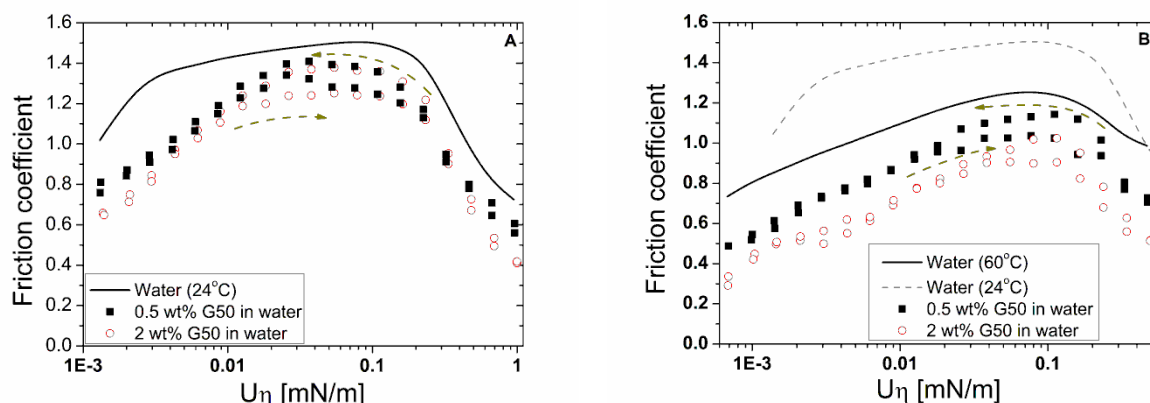 A
Friction coefficient
1.6
1.4
1.2
1.0
0.8
0.6
0.4
0.2
0.0
Water (24°C)
0.5 wt% G50 in water
2 wt% G50 in water
1E-3 0.01 0.1 1
Uη [mN/m]
B
Friction coefficient
1.6
1.4
1.2
1.0
0.8
0.6
0.4
0.2
0.0
Water (60°C)
Water (24°C)
0.5 wt% G50 in water
2 wt% G50 in water
1E-3 0.01 0.1
Uη [mN/m]